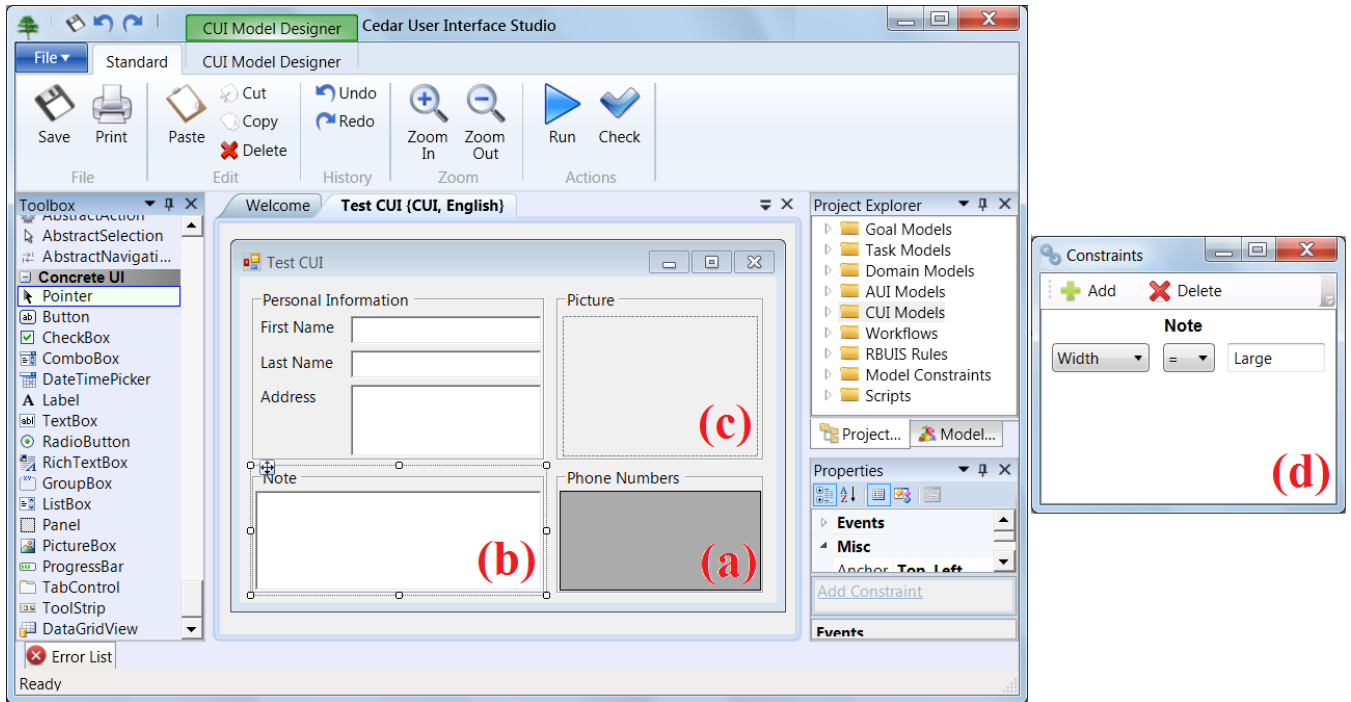 CUI Model Designer Cedar User Interface Studio
File Standard CUI Model Designer
Save Print Paste Cut Copy Delete Undo Redo Zoom In Zoom Out Run Check
File Edit History Zoom Actions
Toolbox
AbstractAction
AbstractSelection
AbstractNavigati...
Concrete UI
Pointer
Button
CheckBox
ComboBox
DateTimePicker
A Label
TextBox
RadioButton
RichTextBox
GroupBox
ListBox
Panel
PictureBox
ProgressBar
TabControl
ToolStrip
DataGridView
Welcome Test CUI {CUI, English}
Test CUI
Personal Information
First Name
Last Name
Address
Picture
(c)
Note
(b)
Phone Numbers
(a)
Project Explorer
Goal Models
Task Models
Domain Models
AUI Models
CUI Models
Workflows
RBUIS Rules
Model Constraints
Scripts
Project... Model...
Properties
Events
Misc
Anchor Top, Left
Add Constraint
Events
Error List
Ready
Constraints
Add Delete
Note
Width = Large
(d)